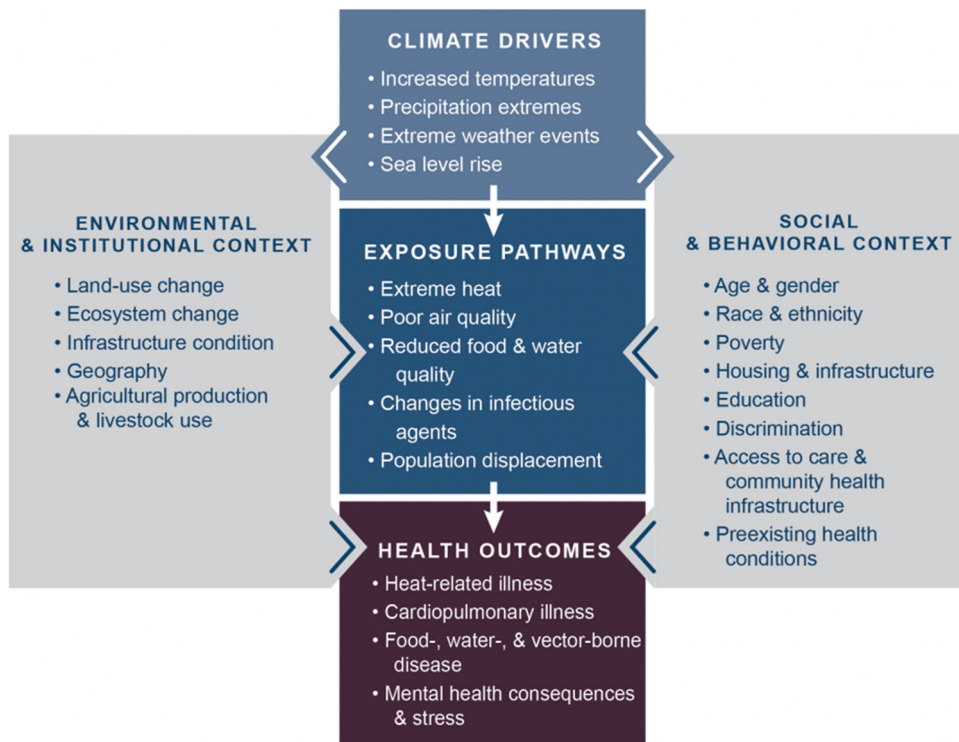 CLIMATE DRIVERS
• Increased temperatures
• Precipitation extremes
• Extreme weather events
• Sea level rise
ENVIRONMENTAL
& INSTITUTIONAL CONTEXT
• Land-use change
• Ecosystem change
• Infrastructure condition
• Geography
• Agricultural production
& livestock use
EXPOSURE PATHWAYS
• Extreme heat
• Poor air quality
• Reduced food & water
quality
• Changes in infectious
agents
• Population displacement
SOCIAL
& BEHAVIORAL CONTEXT
• Age & gender
• Race & ethnicity
• Poverty
• Housing & infrastructure
• Education
• Discrimination
• Access to care &
community health
infrastructure
• Preexisting health
conditions
HEALTH OUTCOMES
• Heat-related illness
• Cardiopulmonary illness
• Food-, water-, & vector-borne
disease
• Mental health consequences
& stress